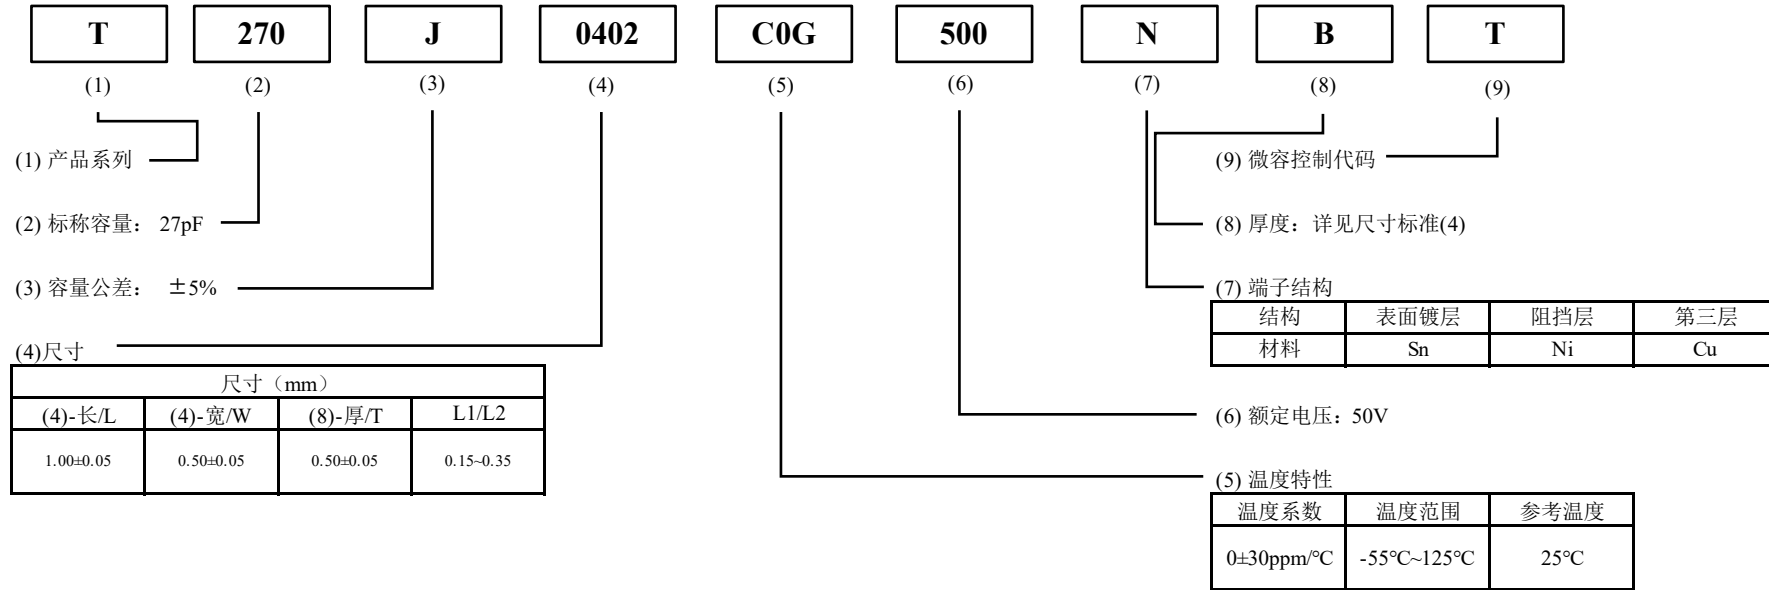 T 270 J 0402 C0G 500 N B T
(1) (2) (3) (4) (5) (6) (7) (8) (9)
(1) 产品系列
(9) 微容控制代码
(2) 标称容量： 27pF
(8) 厚度：详见尺寸标准(4)
(3) 容量公差： ±5%
(7) 端子结构
结构 表面镀层 阻挡层 第三层
材料 Sn Ni Cu
(4)尺寸
尺寸（mm）
(4)-长/L (4)-宽/W (8)-厚/T L1/L2
1.00±0.05 0.50±0.05 0.50±0.05 0.15~0.35
(6) 额定电压：50V
(5) 温度特性
温度系数 温度范围 参考温度
0±30ppm/℃ -55℃~125℃ 25℃